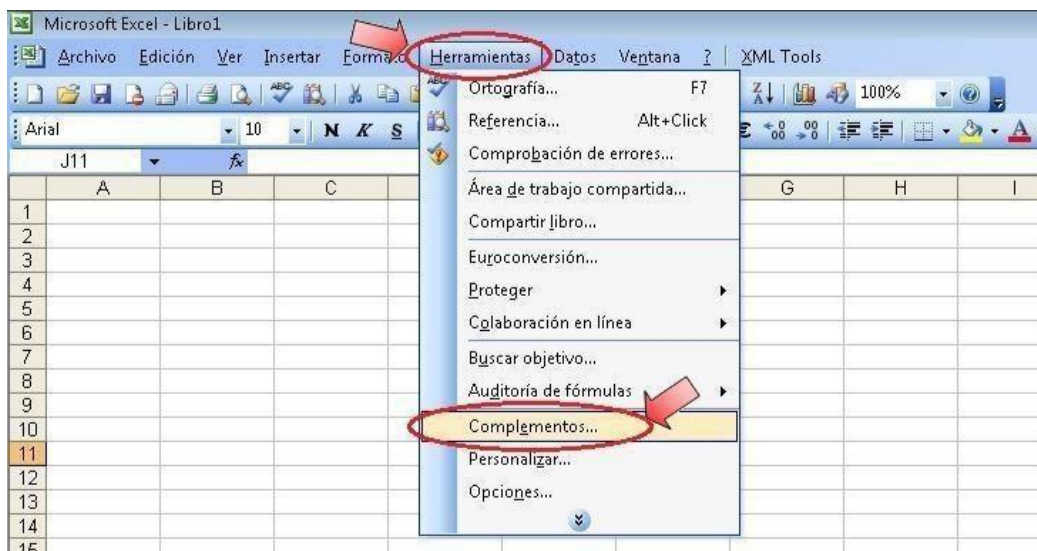 Microsoft Excel - Libro1
Archivo Edición Ver Insertar Herramientas Datos Ventana ? XML Tools
100%
Arial 10 N K S
J11 fx
A B C G H I
Ortografía... F7
Referencia... Alt+Click
Comprobación de errores...
Área de trabajo compartida...
Compartir libro...
Euroconversión...
Proteger
Colaboración en línea
Buscar objetivo...
Auditoría de fórmulas
Complementos...
Personalizar...
Opciones...
1
2
3
4
5
6
7
8
9
10
11
12
13
14
15